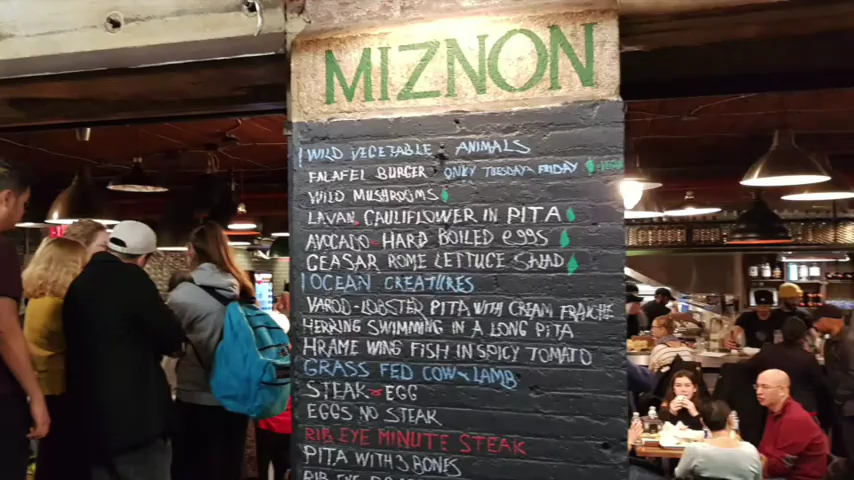 MIZNON
WILD VEGETABLE ANIMALS
FALAFEL BURGER ONLY TUESDAY FRIDAY
WILD MUSHROOMS
LAVAN CAULIFLOWER IN PITA
AVOCADO-HARD BOILED eggs
CEASAR ROME LETTUCE SALAD
OCEAN CREATURES
VAROD-LOBSTER PITA WITH CREAM FRAICHE
HERRING SWIMMING IN A LONG PITA
HRAME WING FISH IN SPICY TOMATO
GRASS FED COW-LAMB
STEAK-EGG
EGGS NO STEAK
RIB EYE MINUTE STEAK
PITA WITH 3 BONES
RIB EYE